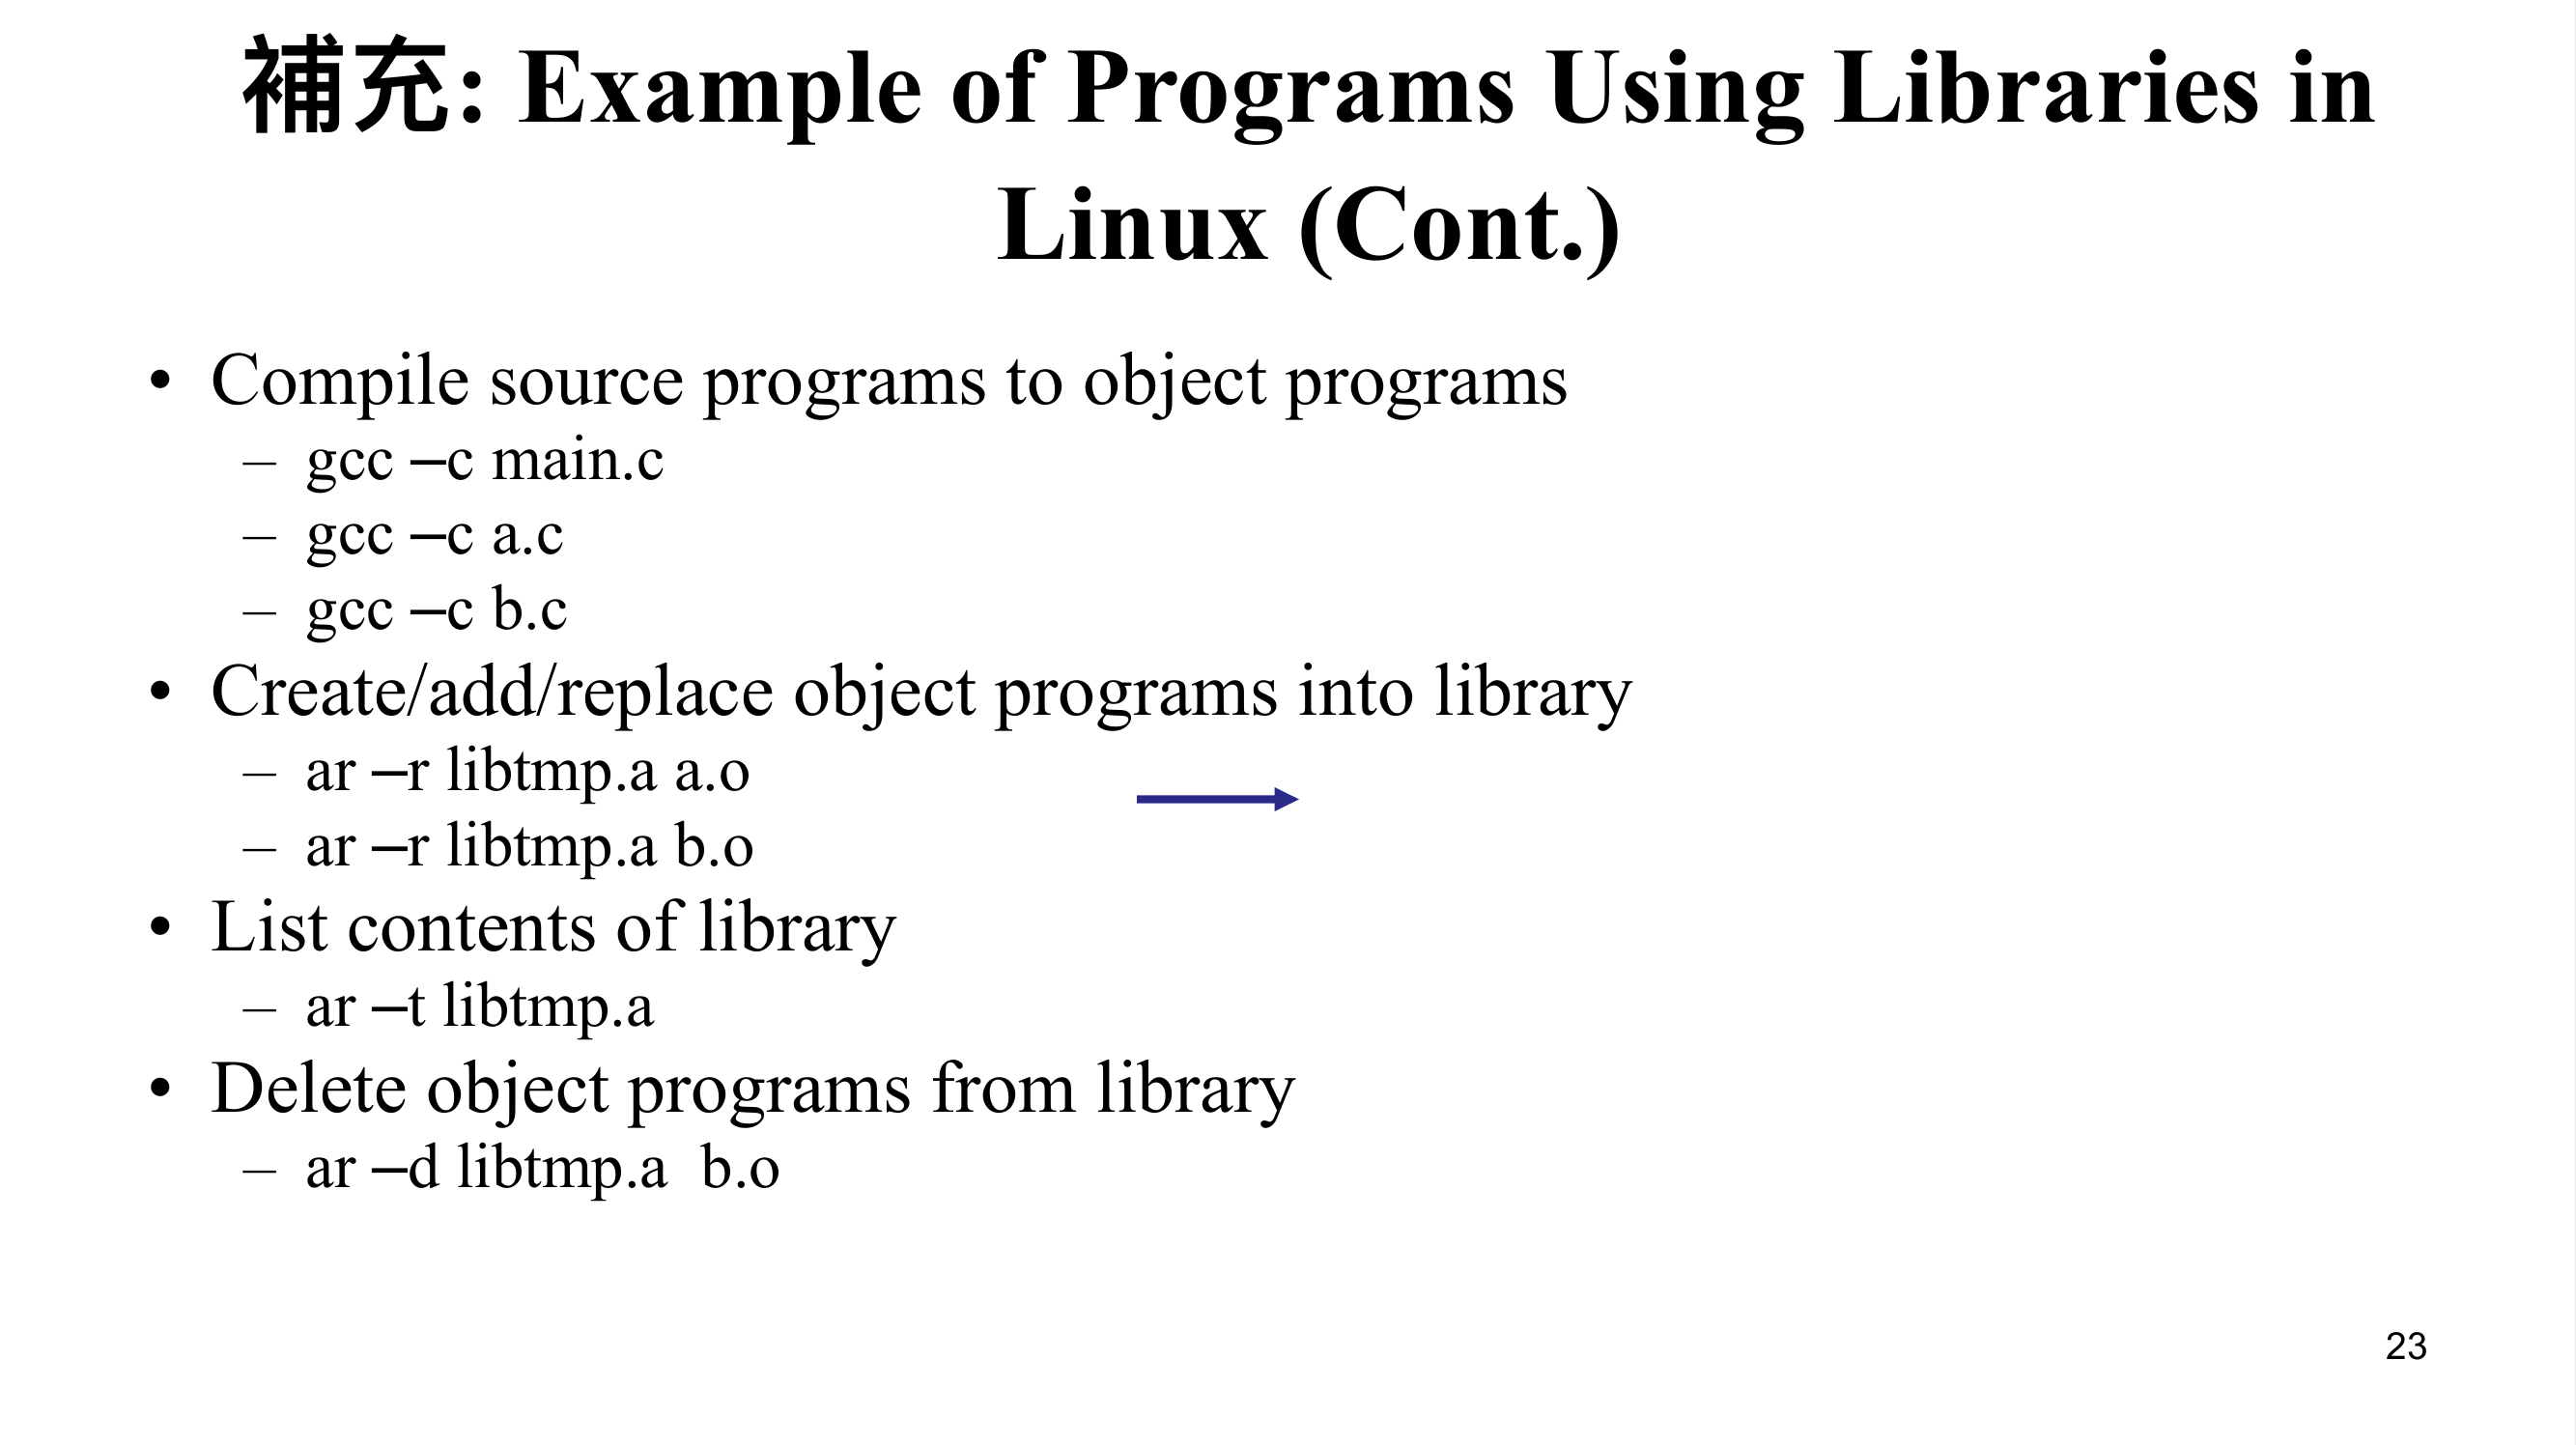 補充: Example of Programs Using Libraries in
Linux (Cont.)
• Compile source programs to object programs
– gcc –c main.c
– gcc –c a.c
– gcc –c b.c
• Create/add/replace object programs into library
– ar –r libtmp.a a.o
– ar –r libtmp.a b.o
• List contents of library
– ar –t libtmp.a
• Delete object programs from library
– ar –d libtmp.a  b.o
23